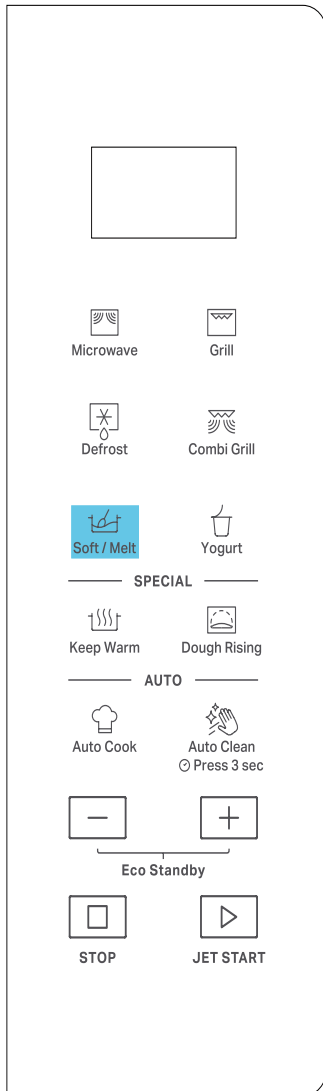 Microwave
Grill
Defrost
Combi Grill
Soft / Melt
Yogurt
SPECIAL
Keep Warm
Dough Rising
AUTO
Auto Cook
Auto Clean
Press 3 sec
Eco Standby
STOP
JET START